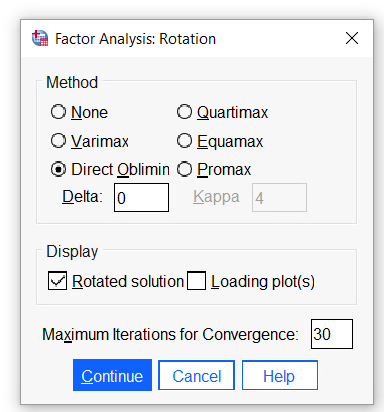 Factor Analysis: Rotation
Method
None Quartimax
Varimax Equamax
Direct Oblimin Promax
Delta: 0 Kappa 4
Display
Rotated solution Loading plot(s)
Maximum Iterations for Convergence: 30
Continue Cancel Help